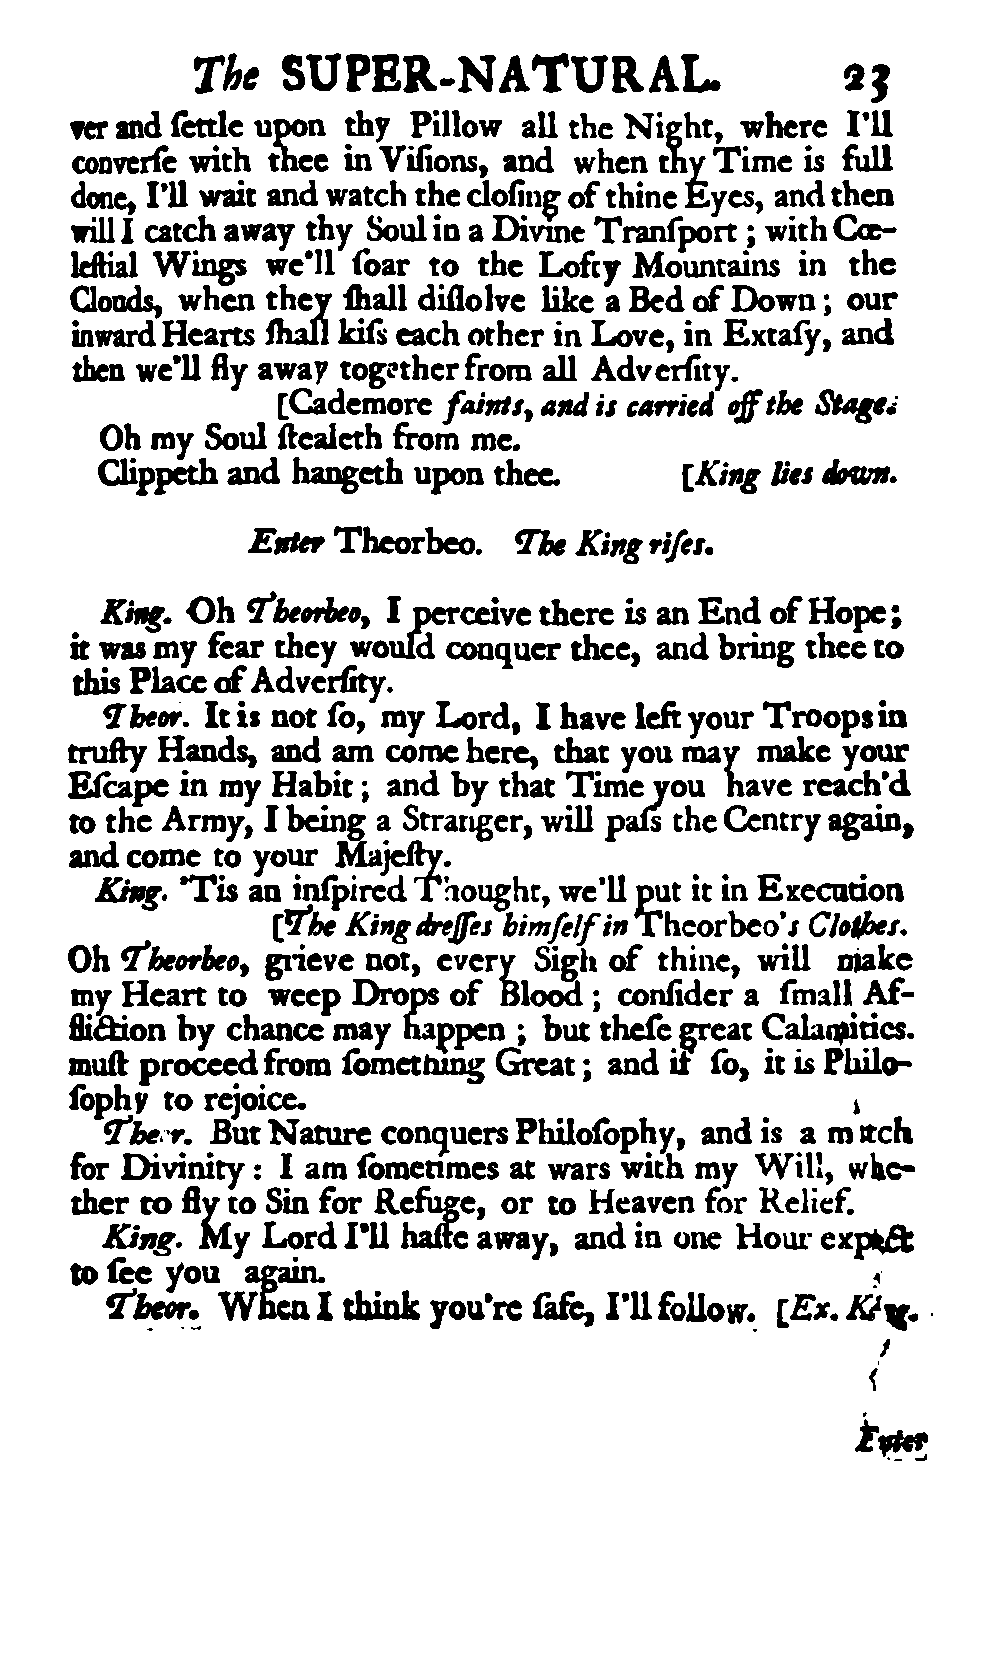 The SUPER-NATURAL. 23
ver and ſettle upon thy Pillow all the Night, where I'll
converſe with thee in Viſions, and when thy Time is full
done, I'll wait and watch the cloſing of thine Eyes, and then
will I catch away thy Soul in a Divine Tranſport ; with Cœ-
leſtial Wings we'll ſoar to the Lofty Mountains in the
Clouds, when they ſhall diſſolve like a Bed of Down ; our
inward Hearts ſhall kiſs each other in Love, in Extaſy, and
then we'll fly away together from all Adverſity.
[Cademore faints, and is carried off the Stage.
Oh my Soul ſtealeth from me.
Clippeth and hangeth upon thee. [King lies down.
Enter Theorbeo. The King riſes.
King. Oh Theorbeo, I perceive there is an End of Hope ;
it was my fear they would conquer thee, and bring thee to
this Place of Adverſity.
Theor. It is not ſo, my Lord, I have left your Troops in
truſty Hands, and am come here, that you may make your
Eſcape in my Habit ; and by that Time you have reach'd
to the Army, I being a Stranger, will paſs the Centry again,
and come to your Majeſty.
King. 'Tis an inſpired Thought, we'll put it in Execution
[The King dreſſes himſelf in Theorbeo's Clothes.
Oh Theorbeo, grieve not, every Sigh of thine, will make
my Heart to weep Drops of Blood ; conſider a ſmall Af-
fliction by chance may happen ; but theſe great Calamities.
muſt proceed from ſomething Great ; and if ſo, it is Philo-
ſophy to rejoice.
Theor. But Nature conquers Philoſophy, and is a match
for Divinity : I am ſometimes at wars with my Will, whe-
ther to fly to Sin for Refuge, or to Heaven for Relief.
King. My Lord I'll haſte away, and in one Hour expect
to ſee you again.
Theor. When I think you're ſafe, I'll follow. [Ex. King.
Enter